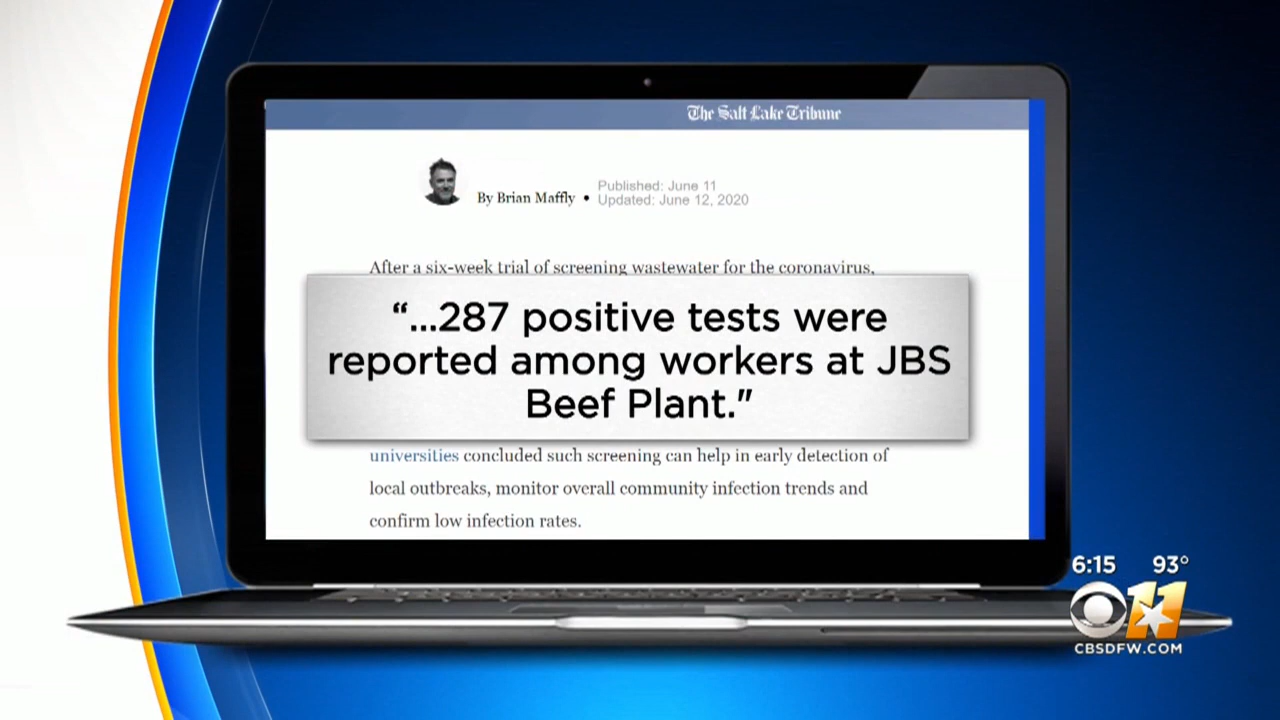 The Salt Lake Tribune
By Brian Maffly •
Published: June 11
Updated: June 12, 2020
After a six-week trial of screening wastewater for the coronavirus,
“...287 positive tests were
reported among workers at JBS
Beef Plant."
universities concluded such screening can help in early detection of
local outbreaks, monitor overall community infection trends and
confirm low infection rates.
6:15 93°
11
CBSDFW.COM